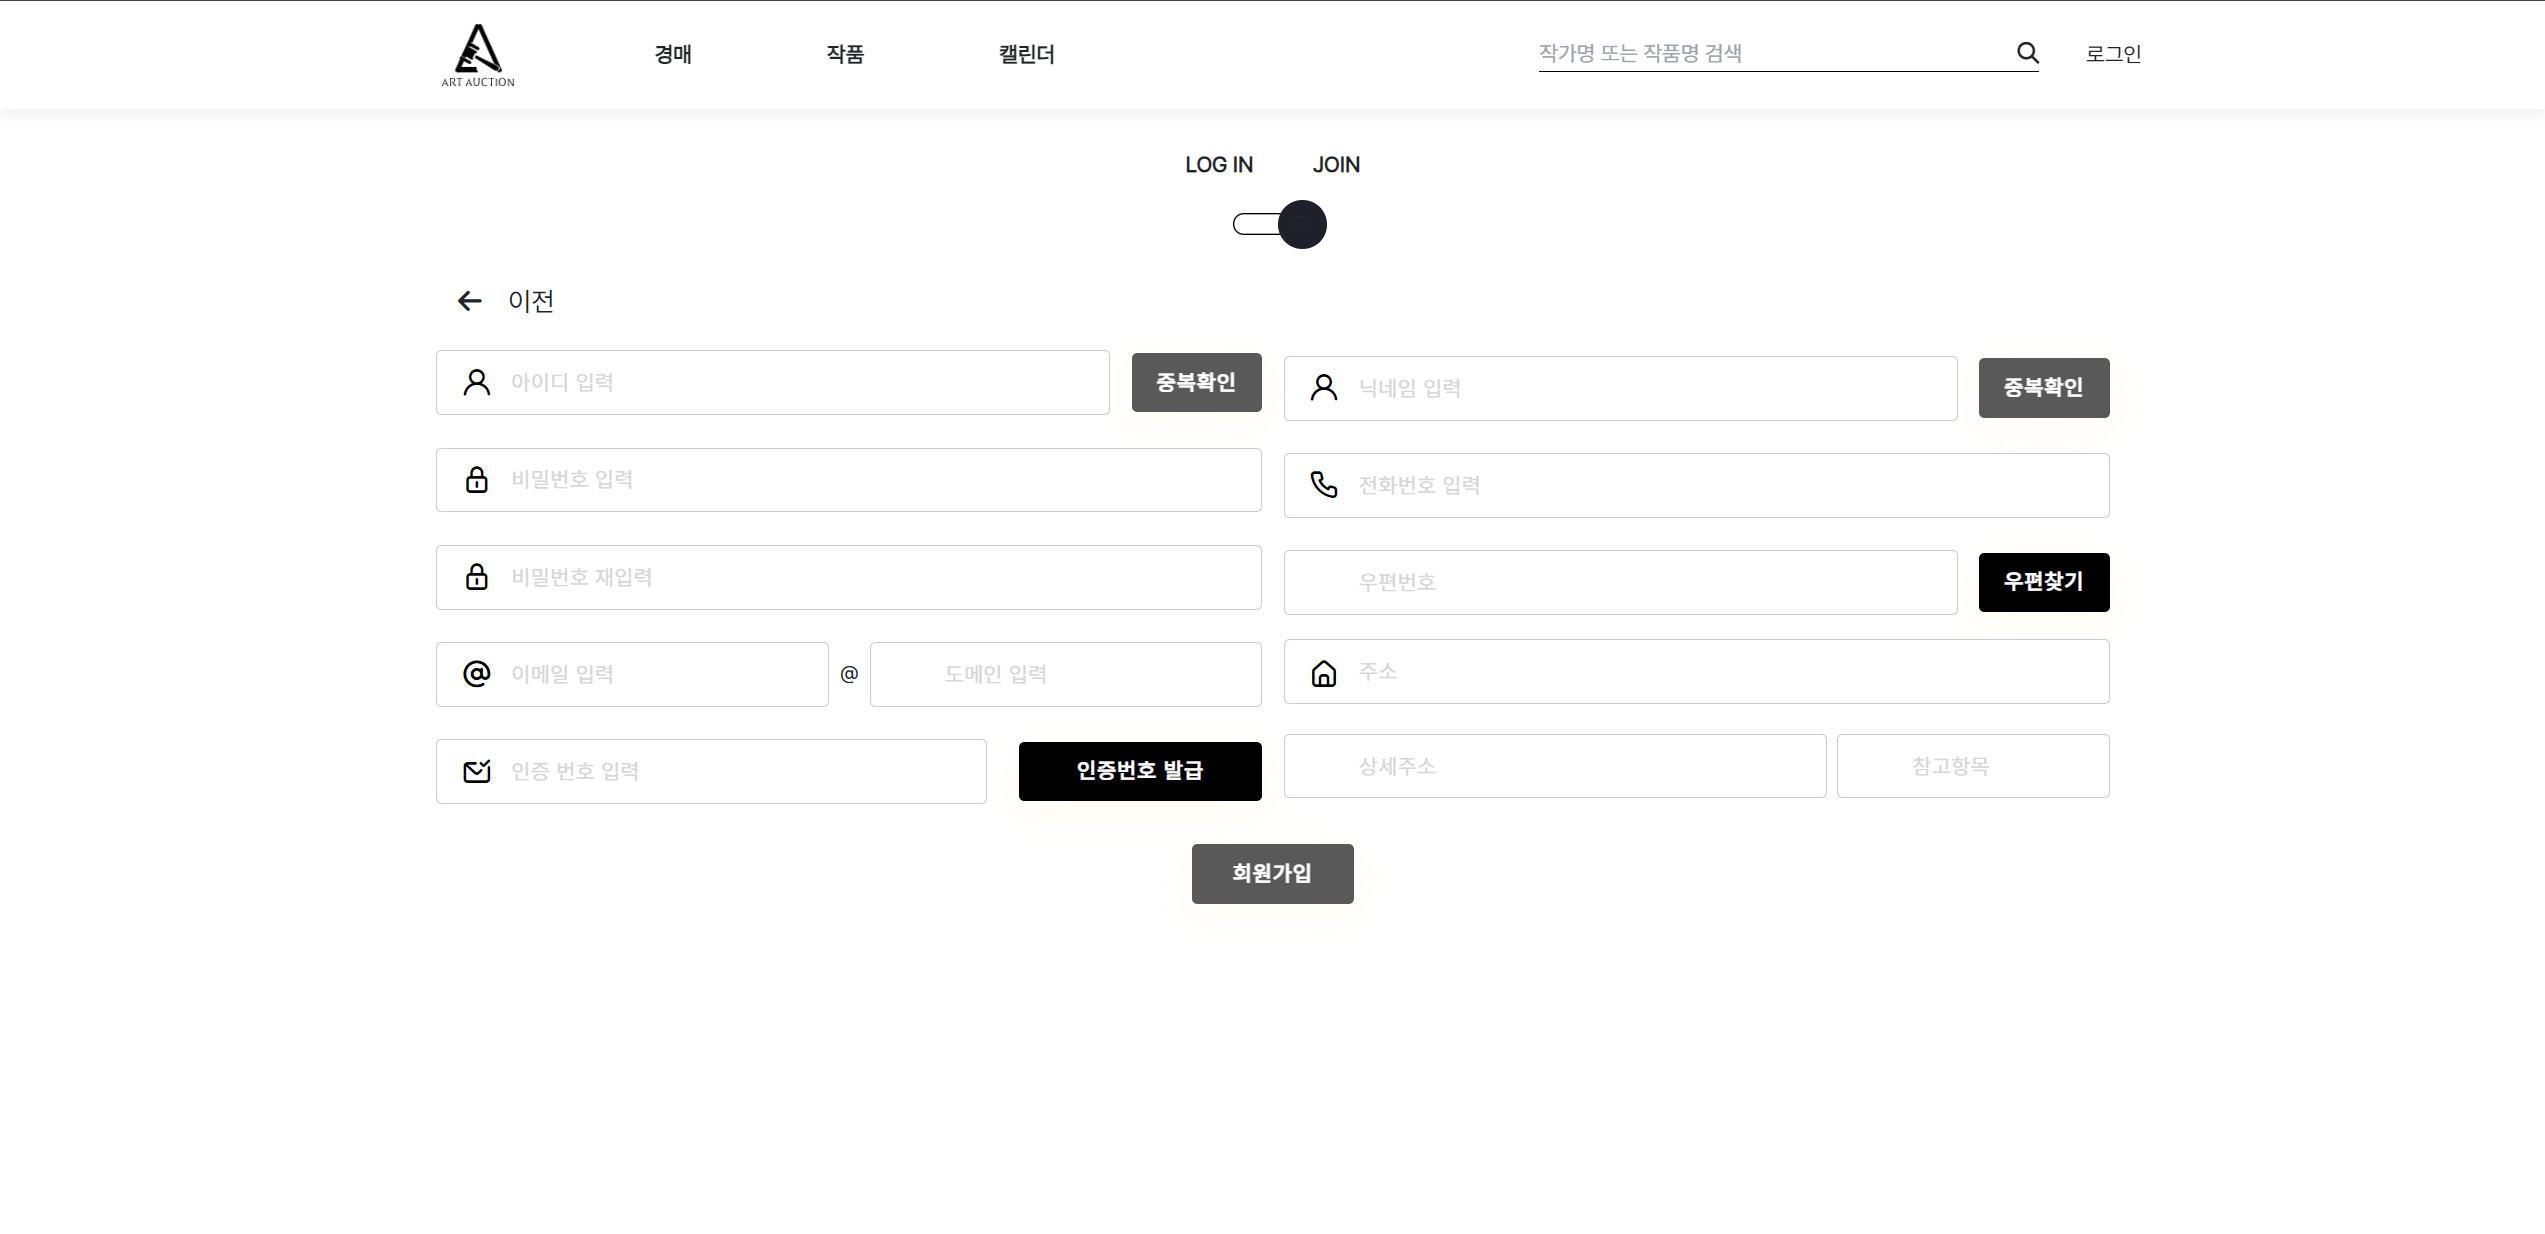 ART AUCTION
경매
작품
캘린더
작가명 또는 작품명 검색
로그인
LOG IN
JOIN
이전
아이디 입력
중복확인
닉네임 입력
중복확인
비밀번호 입력
전화번호 입력
비밀번호 재입력
우편번호
우편찾기
이메일 입력
@
도메인 입력
주소
인증 번호 입력
인증번호 발급
상세주소
참고항목
회원가입